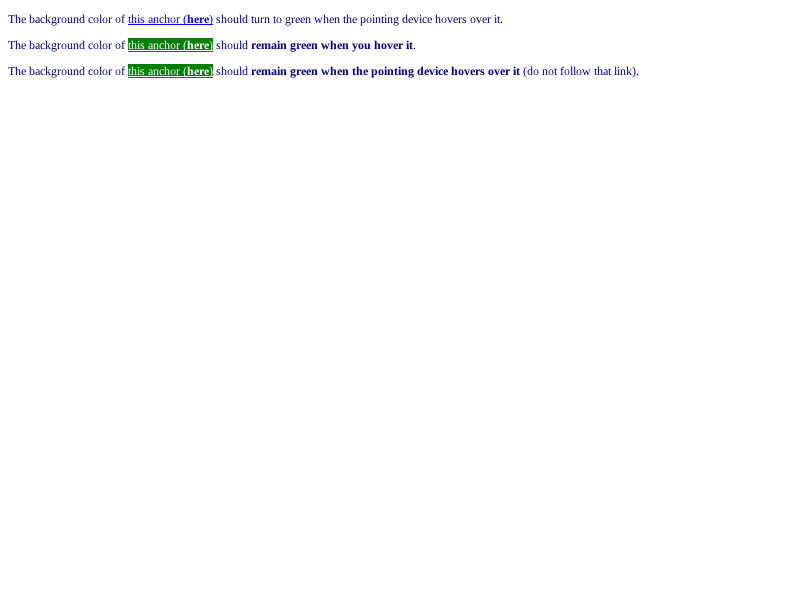 The background color of this anchor (here) should turn to green when the pointing device hovers over it.
The background color of this anchor (here) should remain green when you hover it.
The background color of this anchor (here) should remain green when the pointing device hovers over it (do not follow that link).